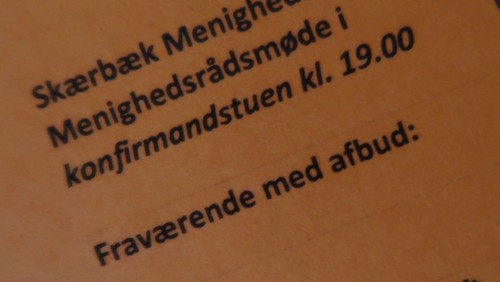 Skærbæk
Menighedsrådsmøde i
konfirmandstuen kl. 19.00
Fraværende med afbud: